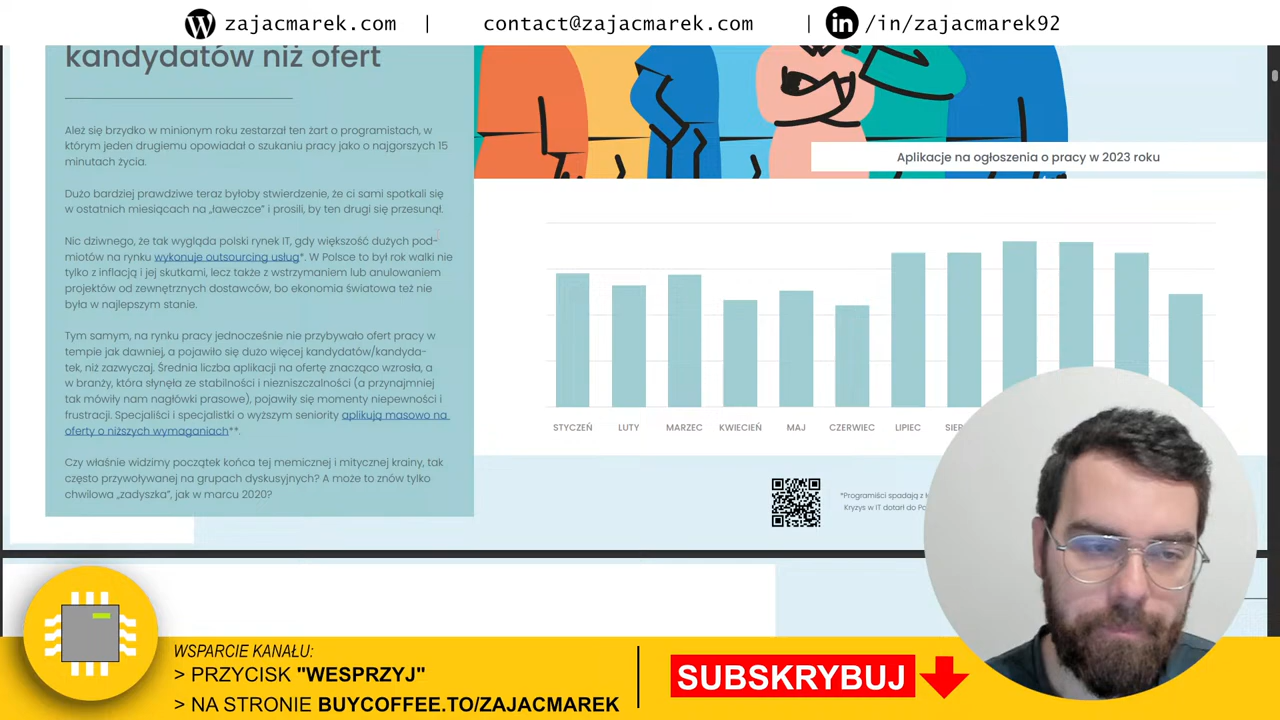 zajacmarek.com | contact@zajacmarek.com | in /in/zajacmarek92
kandydatów niż ofert
Ależ się brzydko w minionym roku zestarzał ten żart o programistach, w
którym jeden drugiemu opowiadał o szukaniu pracy jako o najgorszych 15
minutach życia.
Dużo bardziej prawdziwe teraz byłoby stwierdzenie, że ci sami spotkali się
w ostatnich miesiącach na „ławeczce” i prosili, by ten drugi się przesunął.
Nic dziwnego, że tak wygląda polski rynek IT, gdy większość dużych pod-
miotów na rynku wykonuje outsourcing usług*. W Polsce to był rok walki nie
tylko z inflacją i jej skutkami, lecz także z wstrzymaniem lub anulowaniem
projektów od zewnętrznych dostawców, bo ekonomia światowa też nie
była w najlepszym stanie.
Tym samym, na rynku pracy jednocześnie nie przybywało ofert pracy w
tempie jak dawniej, a pojawiło się dużo więcej kandydatów/kandyda-
tek, niż zazwyczaj. Średnia liczba aplikacji na ofertę znacząco wzrosła, a
w branży, która słynęła ze stabilności i niezniszczalności (a przynajmniej
tak mówiły nam nagłówki prasowe), pojawiły się momenty niepewności i
frustracji. Specjaliści i specjalistki o wyższym seniority aplikują masowo na
oferty o niższych wymaganiach**.
Czy właśnie widzimy początek końca tej memicznej i mitycznej krainy, tak
często przywoływanej na grupach dyskusyjnych? A może to znów tylko
chwilowa „zadyszka”, jak w marcu 2020?
Aplikacje na ogłoszenia o pracy w 2023 roku
STYCZEŃ LUTY MARZEC KWIECIEŃ MAJ CZERWIEC LIPIEC
*Programiści spadają z
Kryzys w IT dotarł do
WSPARCIE KANAŁU:
> PRZYCISK "WESPRZYJ"
> NA STRONIE BUYCOFFEE.TO/ZAJACMAREK
SUBSKRYBUJ